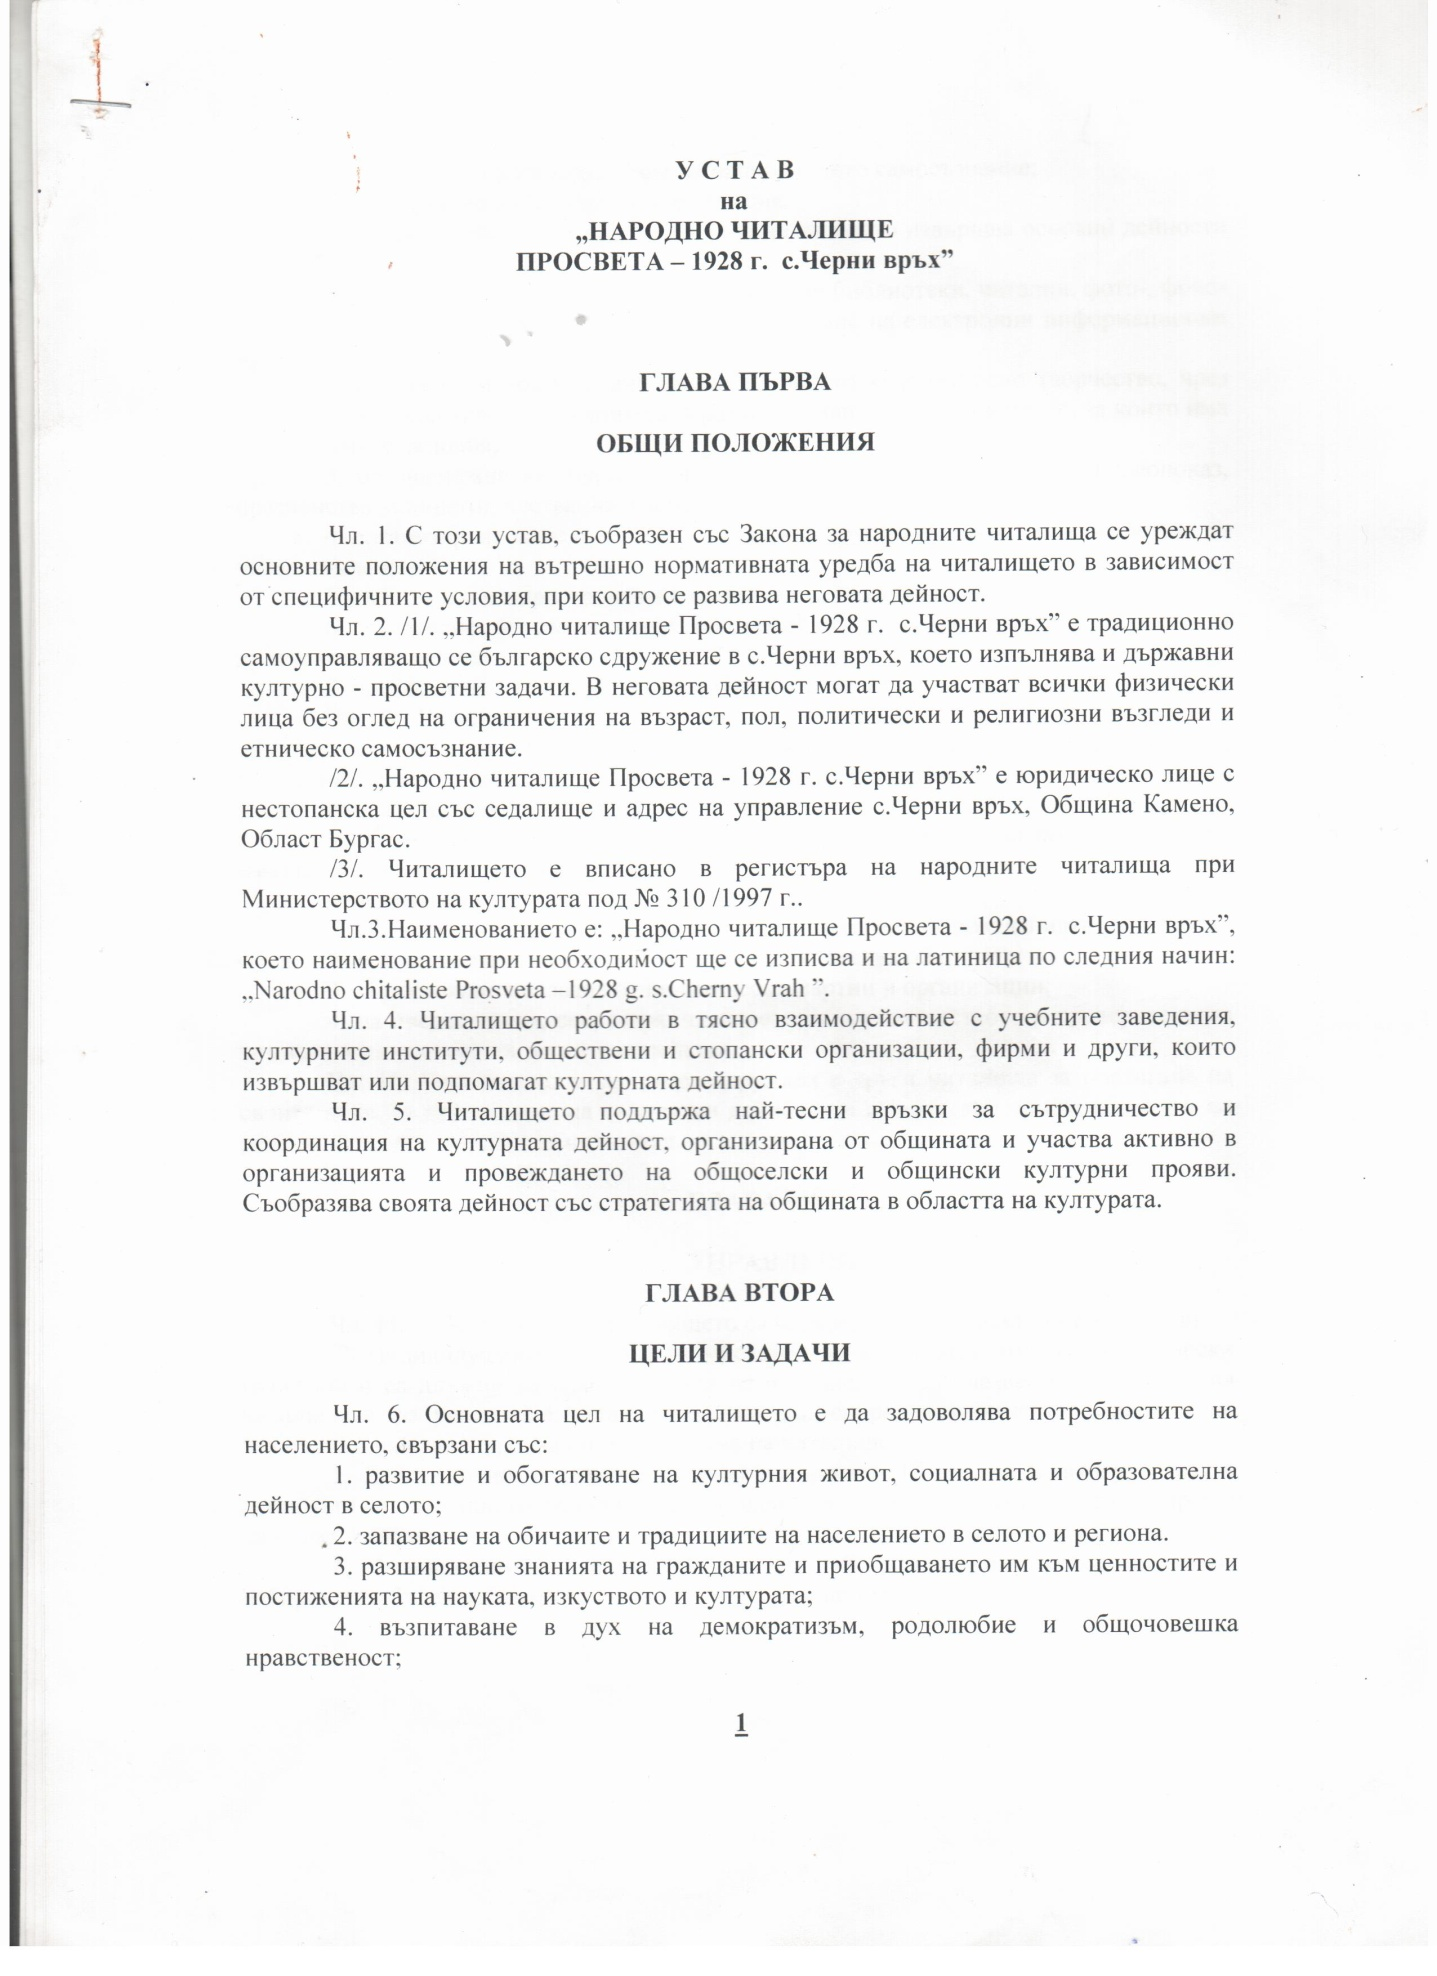 У С Т А В
на
„НАРОДНО ЧИТАЛИЩЕ
ПРОСВЕТА – 1928 г.  с.Черни връх”
ГЛАВА ПЪРВА
ОБЩИ ПОЛОЖЕНИЯ
Чл. 1. С този устав, съобразен със Закона за народните читалища се уреждат
основните положения на вътрешно нормативната уредба на читалището в зависимост
от специфичните условия, при които се развива неговата дейност.
Чл. 2. /1/. „Народно читалище Просвета - 1928 г.  с.Черни връх” е традиционно
самоуправляващо се българско сдружение в с.Черни връх, което изпълнява и държавни
културно - просветни задачи. В неговата дейност могат да участват всички физически
лица без оглед на ограничения на възраст, пол, политически и религиозни възгледи и
етническо самосъзнание.
/2/. „Народно читалище Просвета - 1928 г. с.Черни връх” е юридическо лице с
нестопанска цел със седалище и адрес на управление с.Черни връх, Община Камено,
Област Бургас.
/3/. Читалището е вписано в регистъра на народните читалища при
Министерството на културата под № 310 /1997 г..
Чл.3.Наименованието е: „Народно читалище Просвета - 1928 г.  с.Черни връх”,
което наименование при необходимост ще се изписва и на латиница по следния начин:
„Narodno chitaliste Prosveta –1928 g. s.Cherny Vrah ”.
Чл. 4. Читалището работи в тясно взаимодействие с учебните заведения,
културните институти, обществени и стопански организации, фирми и други, които
извършват или подпомагат културната дейност.
Чл. 5. Читалището поддържа най-тесни връзки за сътрудничество и
координация на културната дейност, организирана от общината и участва активно в
организацията и провеждането на общоселски и общински културни прояви.
Съобразява своята дейност със стратегията на общината в областта на културата.
ГЛАВА ВТОРА
ЦЕЛИ И ЗАДАЧИ
Чл. 6. Основната цел на читалището е да задоволява потребностите на
населението, свързани със:
1. развитие и обогатяване на културния живот, социалната и образователна
дейност в селото;
2. запазване на обичаите и традициите на населението в селото и региона.
3. разширяване знанията на гражданите и приобщаването им към ценностите и
постиженията на науката, изкуството и културата;
4. възпитаване в дух на демократизъм, родолюбие и общочовешка
нравственост;
1